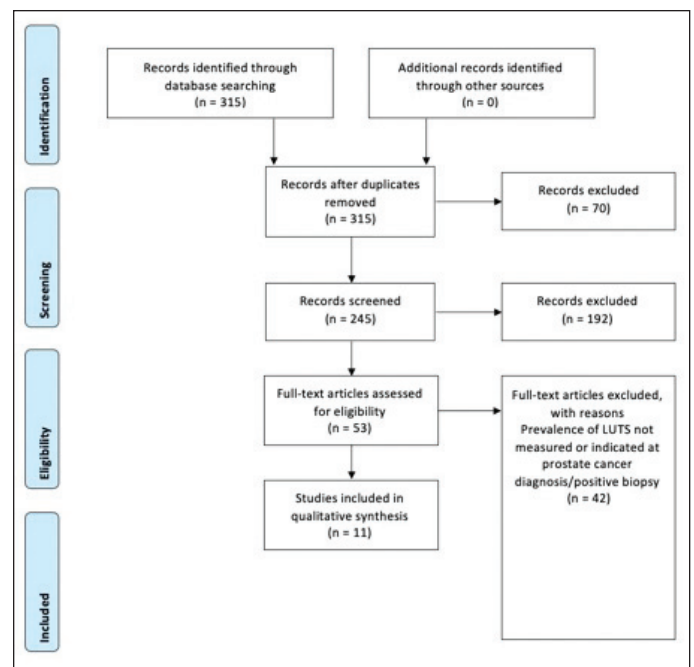 Identification
Records identified through
database searching
(n = 315)
Additional records identified
through other sources
(n = 0)
Records after duplicates
removed
(n = 315)
Records excluded
(n = 70)
Screening
Records screened
(n = 245)
Records excluded
(n = 192)
Eligibility
Full-text articles assessed
for eligibility
(n = 53)
Full-text articles excluded,
with reasons
Prevalence of LUTS not
measured or indicated at
prostate cancer
diagnosis/positive biopsy
(n = 42)
Studies included in
qualitative synthesis
(n = 11)
Included